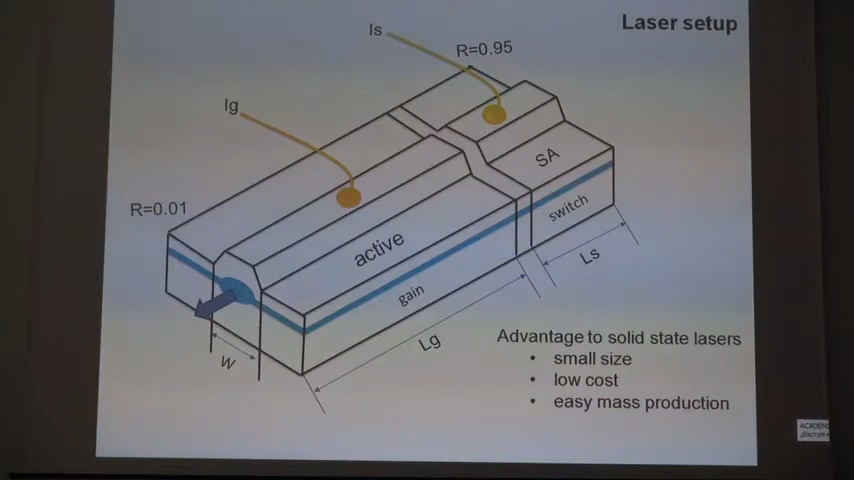 Laser setup
Is
R=0.95
Ig
R=0.01
SA
switch
active
gain
Ls
Lg
W
Advantage to solid state lasers
• small size
• low cost
• easy mass production